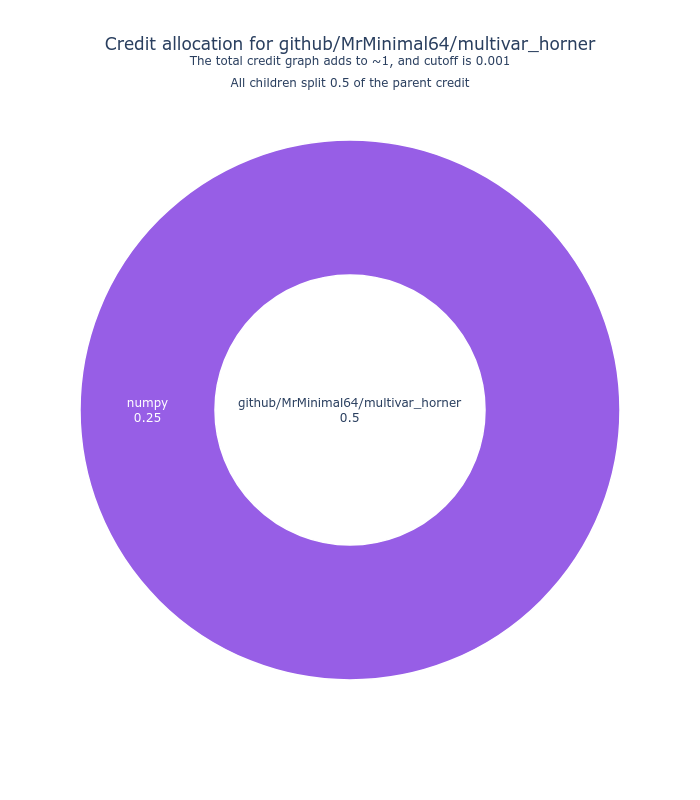 Credit allocation for github/MrMinimal64/multivar_horner
The total credit graph adds to ~1, and cutoff is 0.001
All children split 0.5 of the parent credit
numpy
0.25
github/MrMinimal64/multivar_horner
0.5